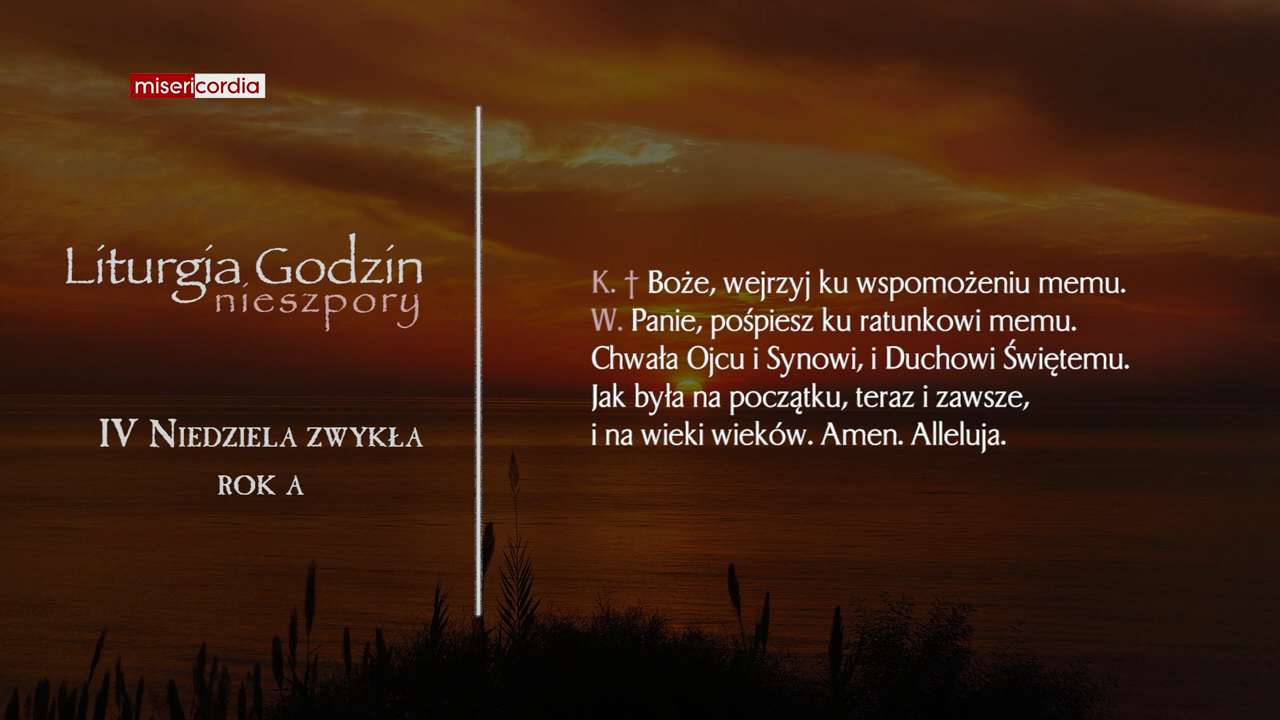 misericordia
Liturgia Godzin
nieszpory
IV Niedziela zwykła
rok A
K. † Boże, wejrzyj ku wspomożeniu memu.
W. Panie, pośpiesz ku ratunkowi memu.
Chwała Ojcu i Synowi, i Duchowi Świętemu.
Jak była na początku, teraz i zawsze,
i na wieki wieków. Amen. Alleluja.